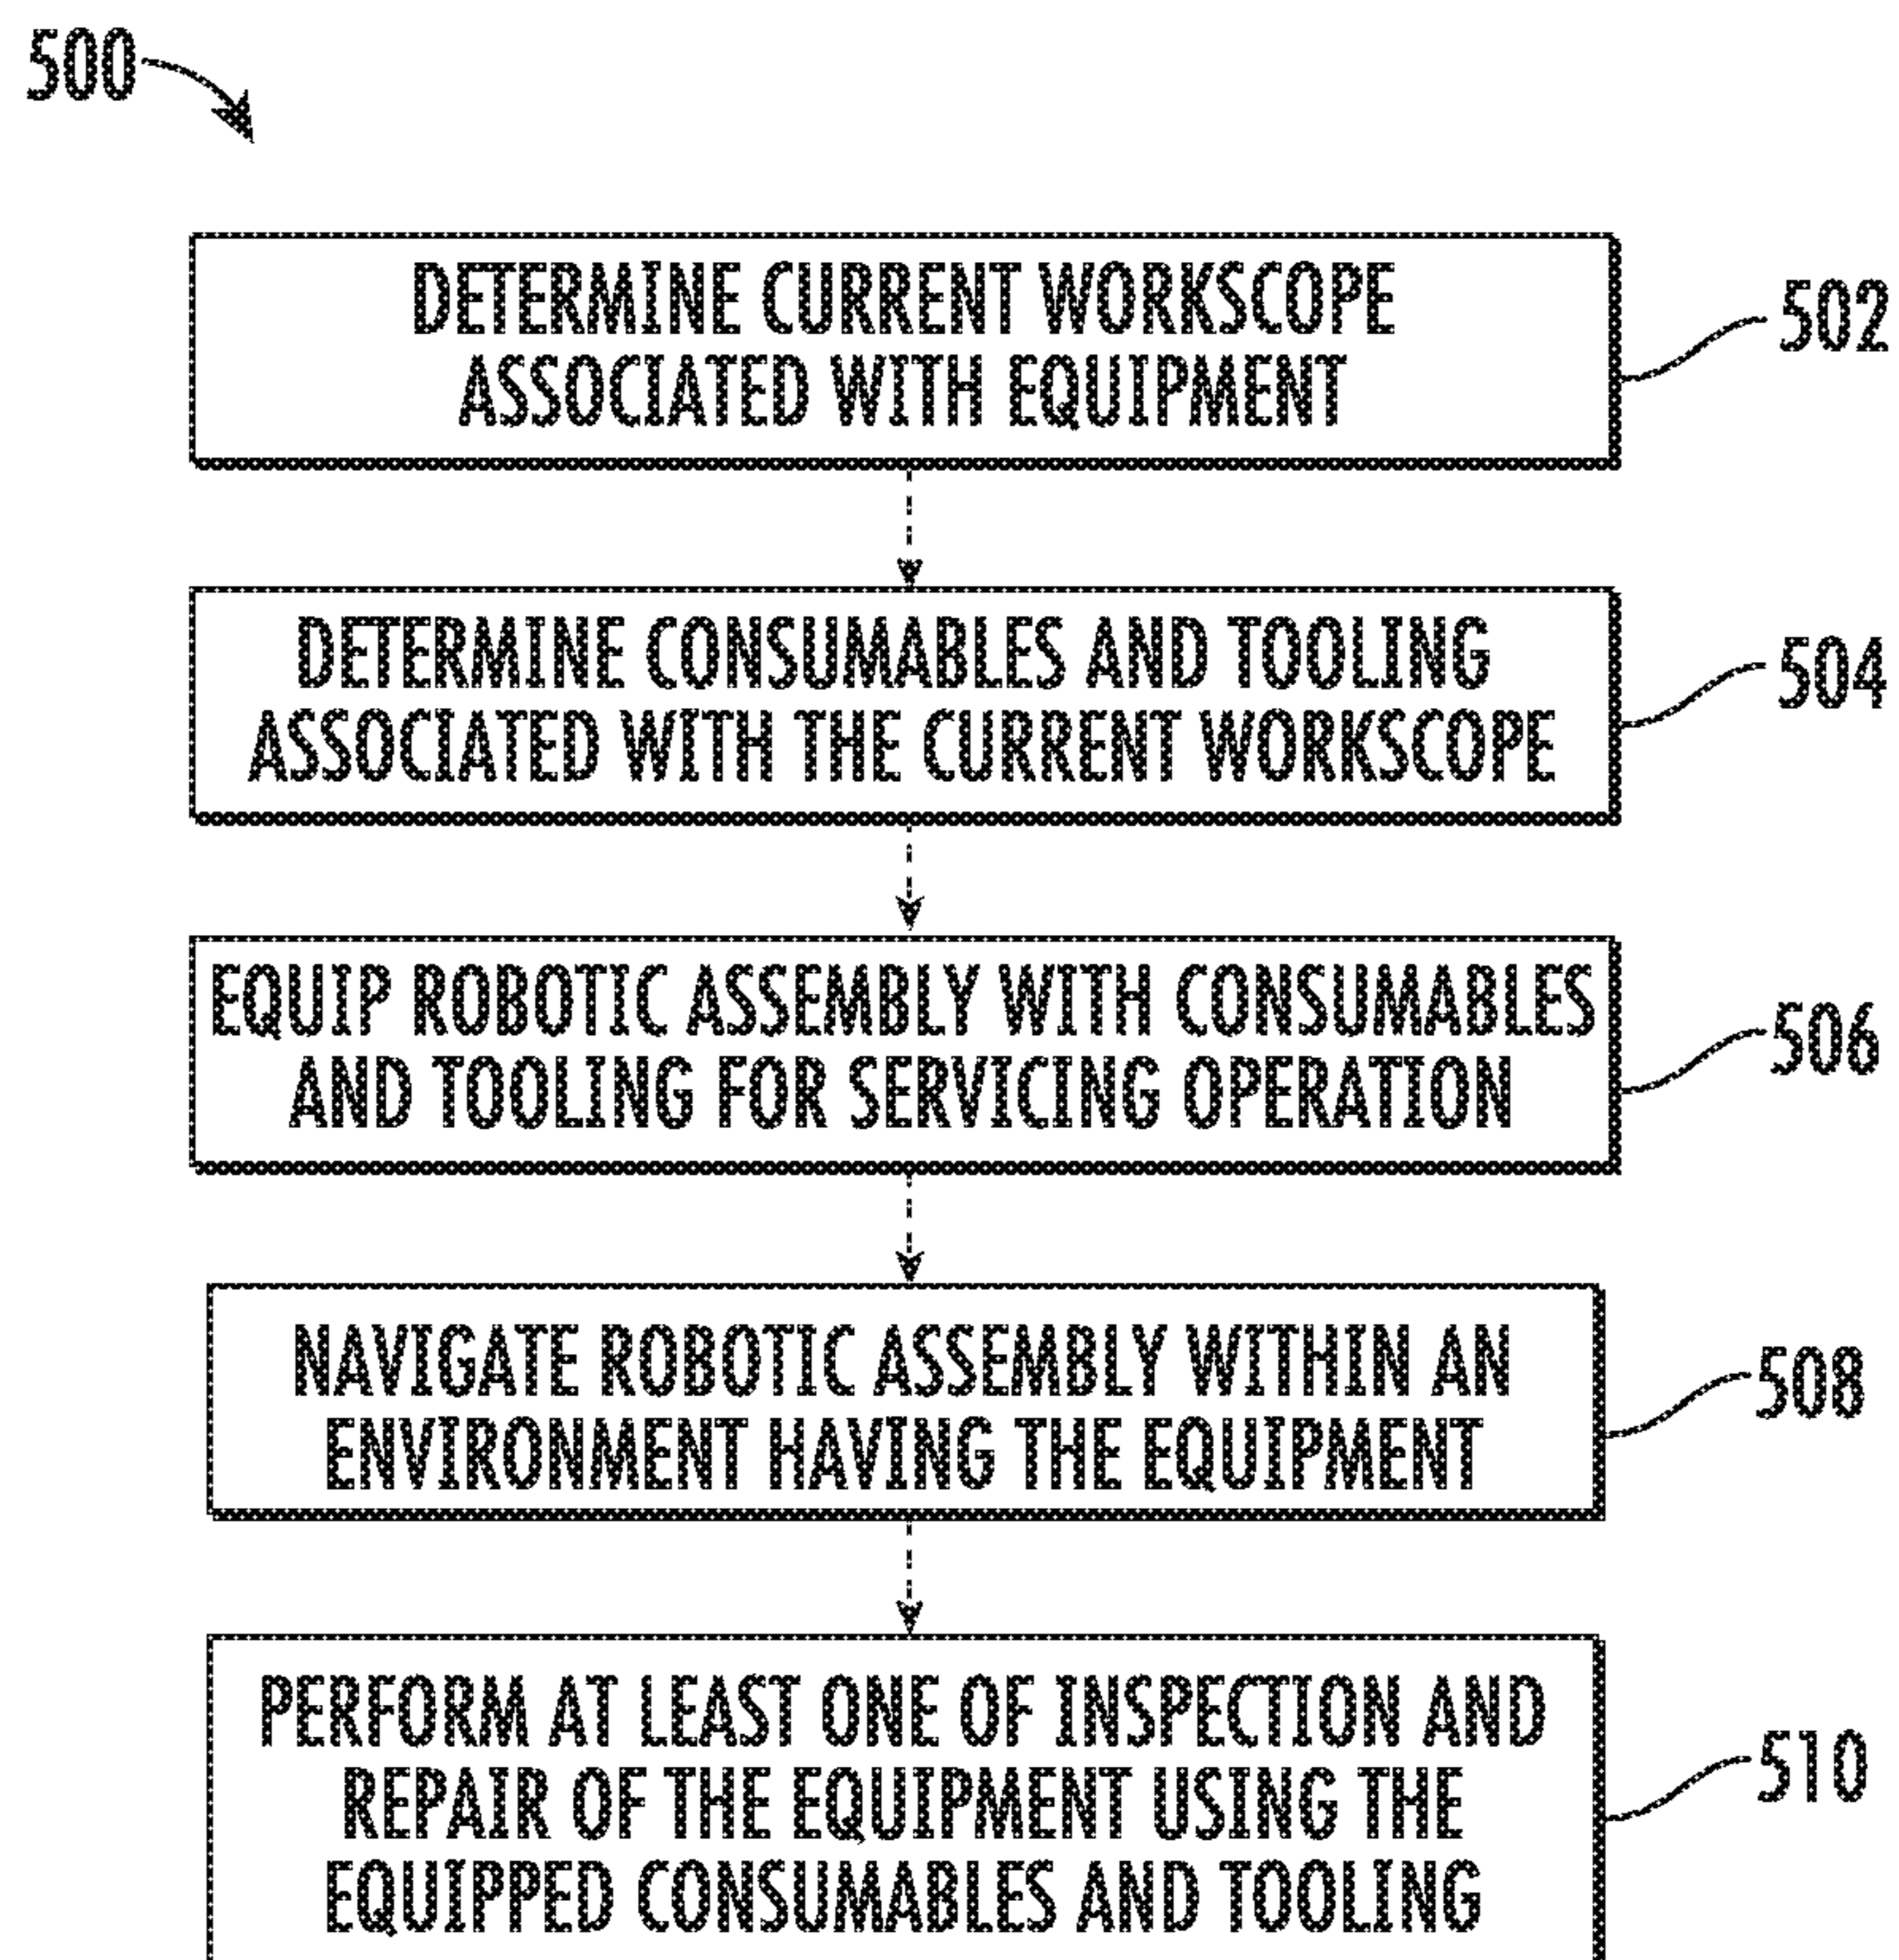 500
DETERMINE CURRENT WORKSCOPE
ASSOCIATED WITH EQUIPMENT
502
DETERMINE CONSUMABLES AND TOOLING
ASSOCIATED WITH THE CURRENT WORKSCOPE
504
EQUIP ROBOTIC ASSEMBLY WITH CONSUMABLES
AND TOOLING FOR SERVICING OPERATION
506
NAVIGATE ROBOTIC ASSEMBLY WITHIN AN
ENVIRONMENT HAVING THE EQUIPMENT
508
PERFORM AT LEAST ONE OF INSPECTION AND
REPAIR OF THE EQUIPMENT USING THE
EQUIPPED CONSUMABLES AND TOOLING
510